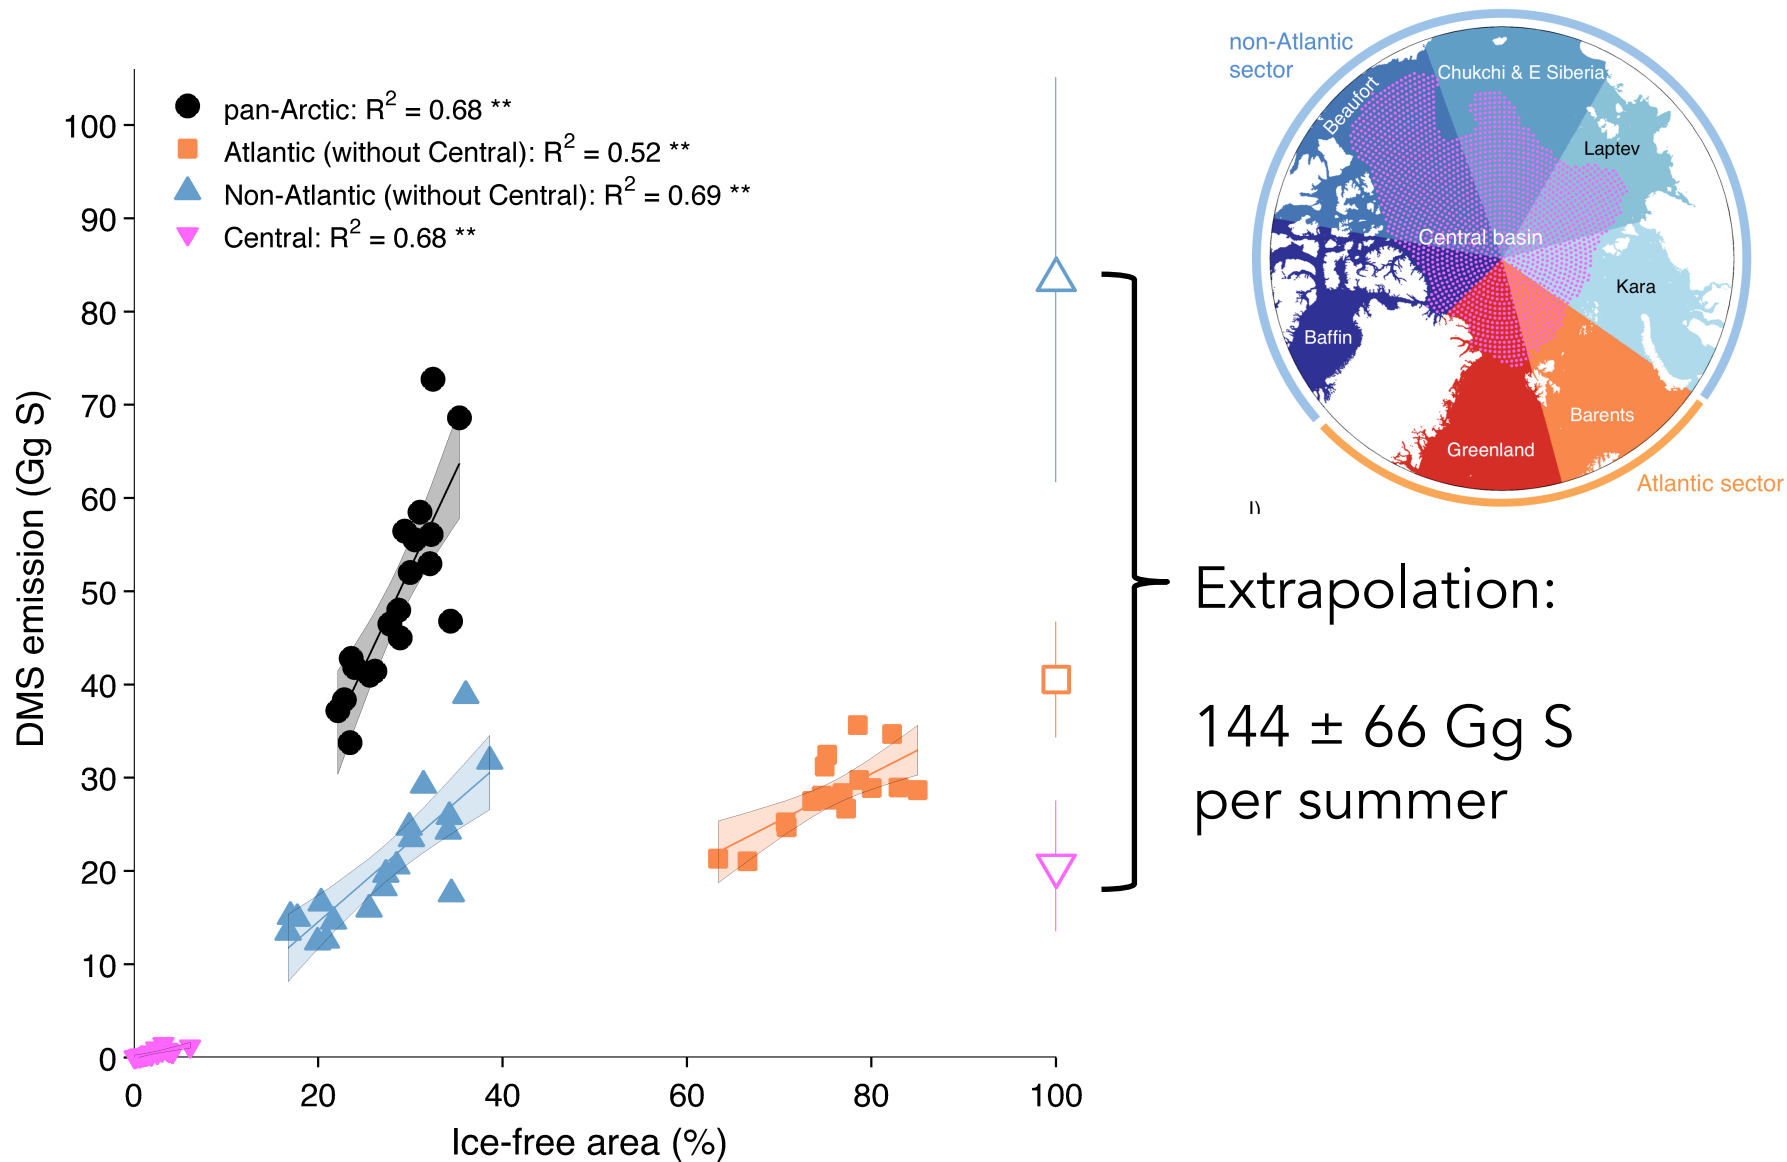 pan-Arctic: R2 = 0.68 **
Atlantic (without Central): R2 = 0.52 **
Non-Atlantic (without Central): R2 = 0.69 **
Central: R2 = 0.68 **
DMS emission (Gg S)
100
90
80
70
60
50
40
30
20
10
0
0 20 40 60 80 100
Ice-free area (%)
non-Atlantic
sector
Chukchi & E Siberia
Beaufort
Laptev
Central basin
Kara
Baffin
Barents
Greenland
Atlantic sector
Extrapolation:
144 ± 66 Gg S
per summer